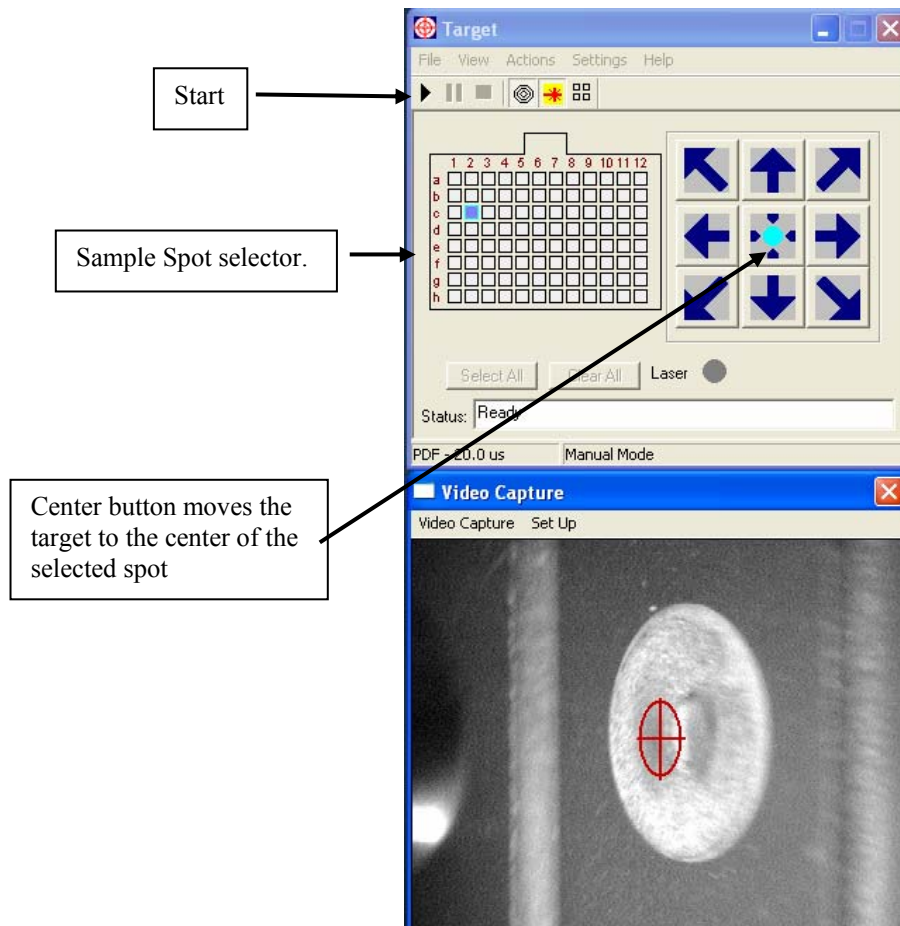 Target
File View Actions Settings Help
Start
1 2 3 4 5 6 7 8 9 10 11 12
a
b
c
d
e
f
g
h
Sample Spot selector.
Select All Clear All Laser
Status: Ready
PDF - 20.0 us Manual Mode
Center button moves the
target to the center of the
selected spot
Video Capture
Video Capture Set Up